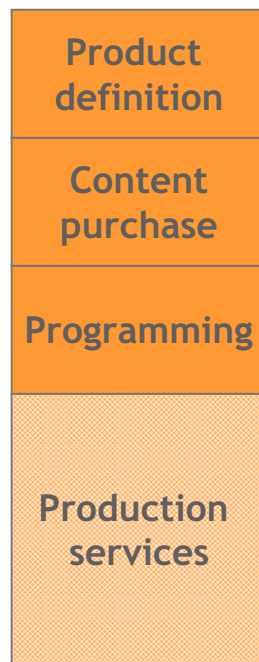 Product
definition
Content
purchase
Programming
Production
services